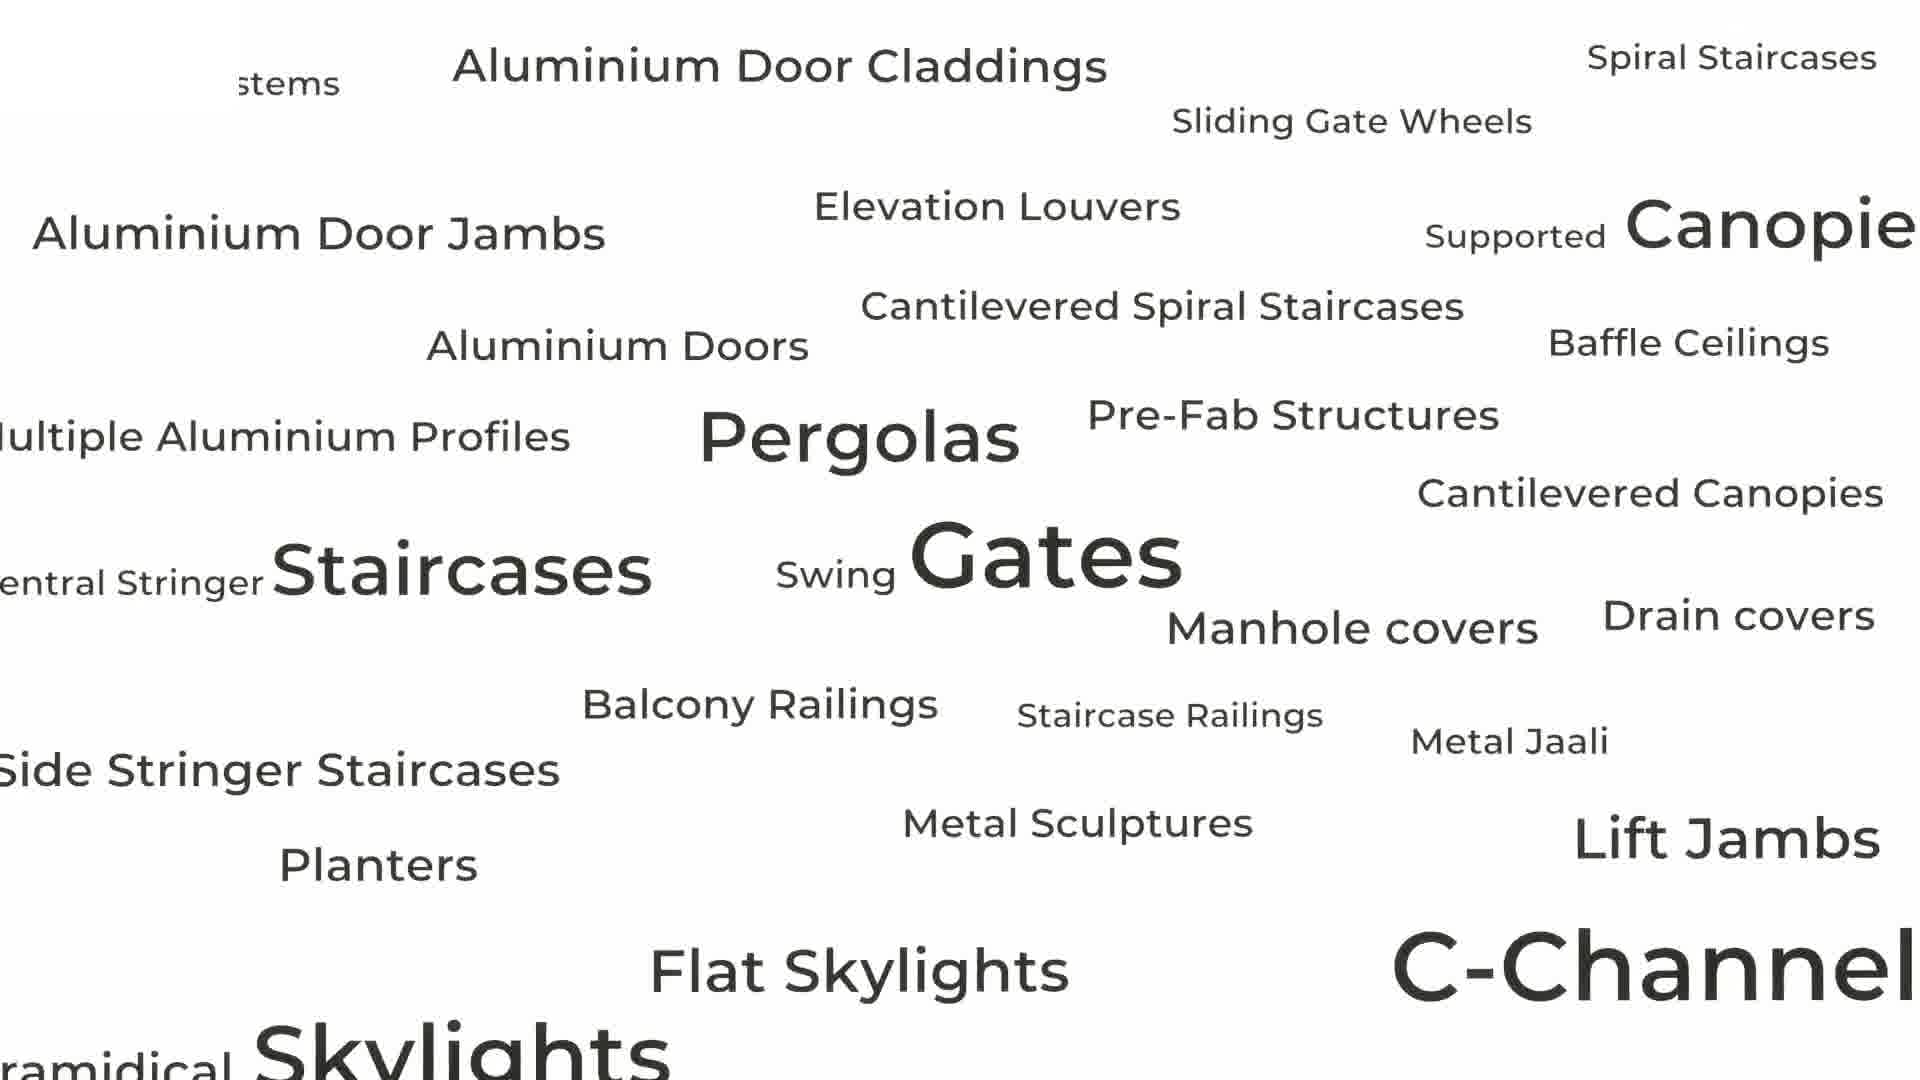 Aluminium Door Claddings
Spiral Staircases
stems
Sliding Gate Wheels
Elevation Louvers
Aluminium Door Jambs
Supported Canopie
Cantilevered Spiral Staircases
Aluminium Doors
Baffle Ceilings
ultiple Aluminium Profiles
Pergolas
Pre-Fab Structures
Cantilevered Canopies
entral Stringer Staircases
Swing Gates
Manhole covers
Drain covers
Balcony Railings
Staircase Railings
Metal Jaali
Side Stringer Staircases
Metal Sculptures
Lift Jambs
Planters
Flat Skylights
C-Channel
ramidical Skylights